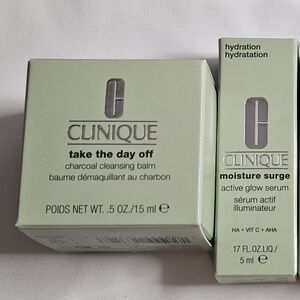 C
CLINIQUE
take the day off
charcoal cleansing balm
baume démaquillant au charbon
POIDS NET WT. .5 OZ./15 ml ℮
hydration
hydratation
C
CLINIQUE
moisture surge
active glow serum
sérum actif
illuminateur
HA + VIT C + AHA
.17 FL.OZ.LIQ./
5 ml ℮